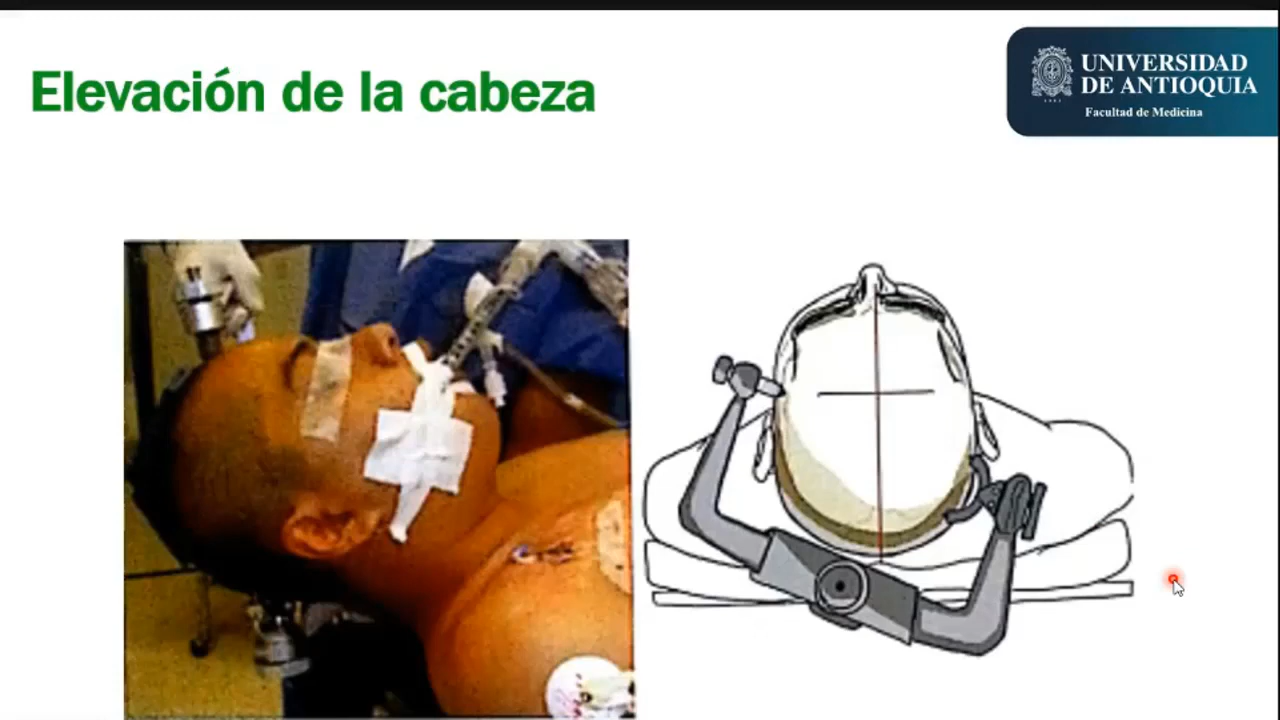 Elevación de la cabeza
UNIVERSIDAD
DE ANTIOQUIA
Facultad de Medicina